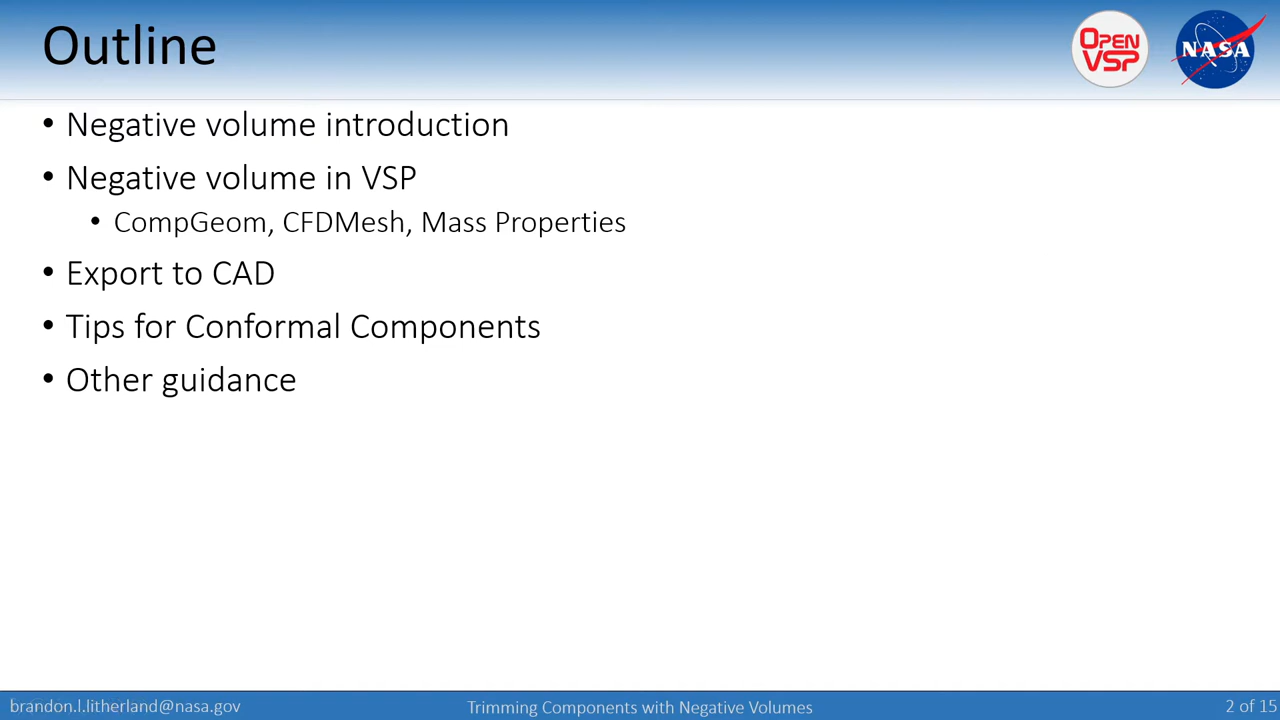 Outline
OPEN
VSP
NASA
• Negative volume introduction
• Negative volume in VSP
• CompGeom, CFDMesh, Mass Properties
• Export to CAD
• Tips for Conformal Components
• Other guidance
brandon.l.litherland@nasa.gov
Trimming Components with Negative Volumes
2 of 15